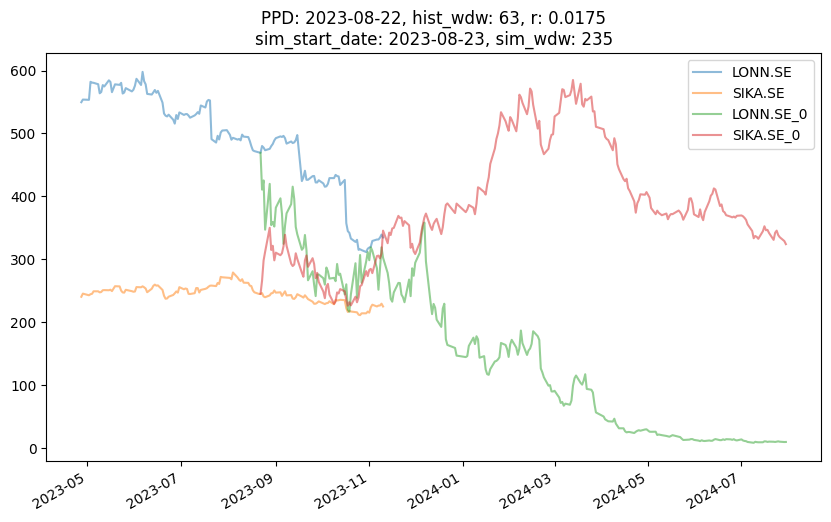 PPD: 2023-08-22, hist_wdw: 63, r: 0.0175
sim_start_date: 2023-08-23, sim_wdw: 235
LONN.SE
SIKA.SE
LONN.SE_0
SIKA.SE_0
600
500
400
300
200
100
0
2023-05
2023-07
2023-09
2023-11
2024-01
2024-03
2024-05
2024-07